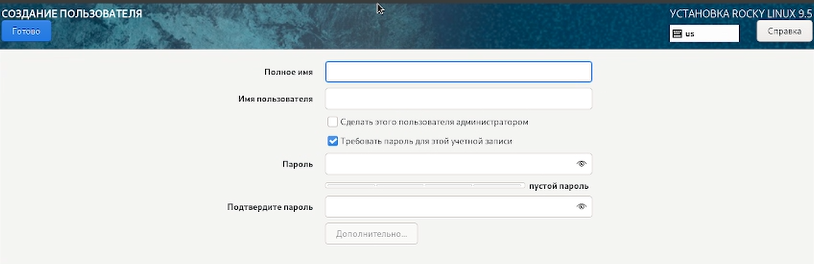 СОЗДАНИЕ ПОЛЬЗОВАТЕЛЯ
УСТАНОВКА ROCKY LINUX 9.5
Готово
us
Справка
Полное имя
Имя пользователя
Сделать этого пользователя администратором
Требовать пароль для этой учетной записи
Пароль
пустой пароль
Подтвердите пароль
Дополнительно...